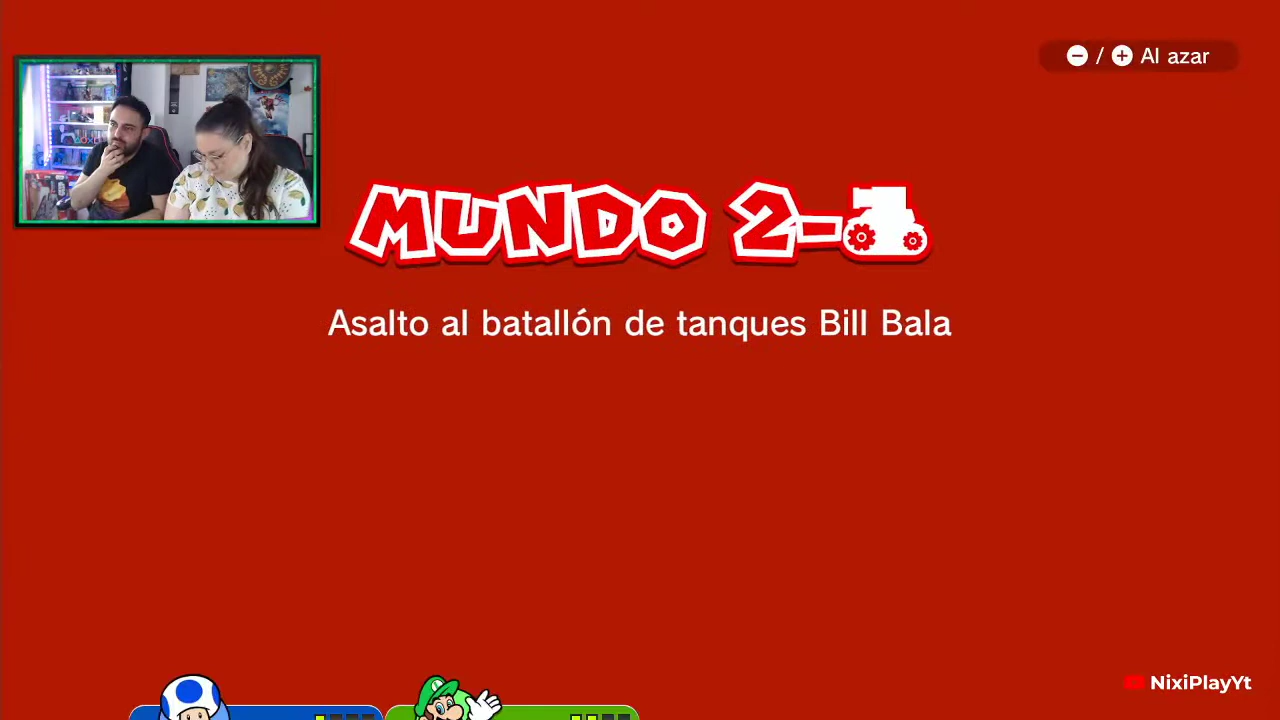 - / + Al azar
MUNDO 2-
Asalto al batallón de tanques Bill Bala
NixiPlayYt